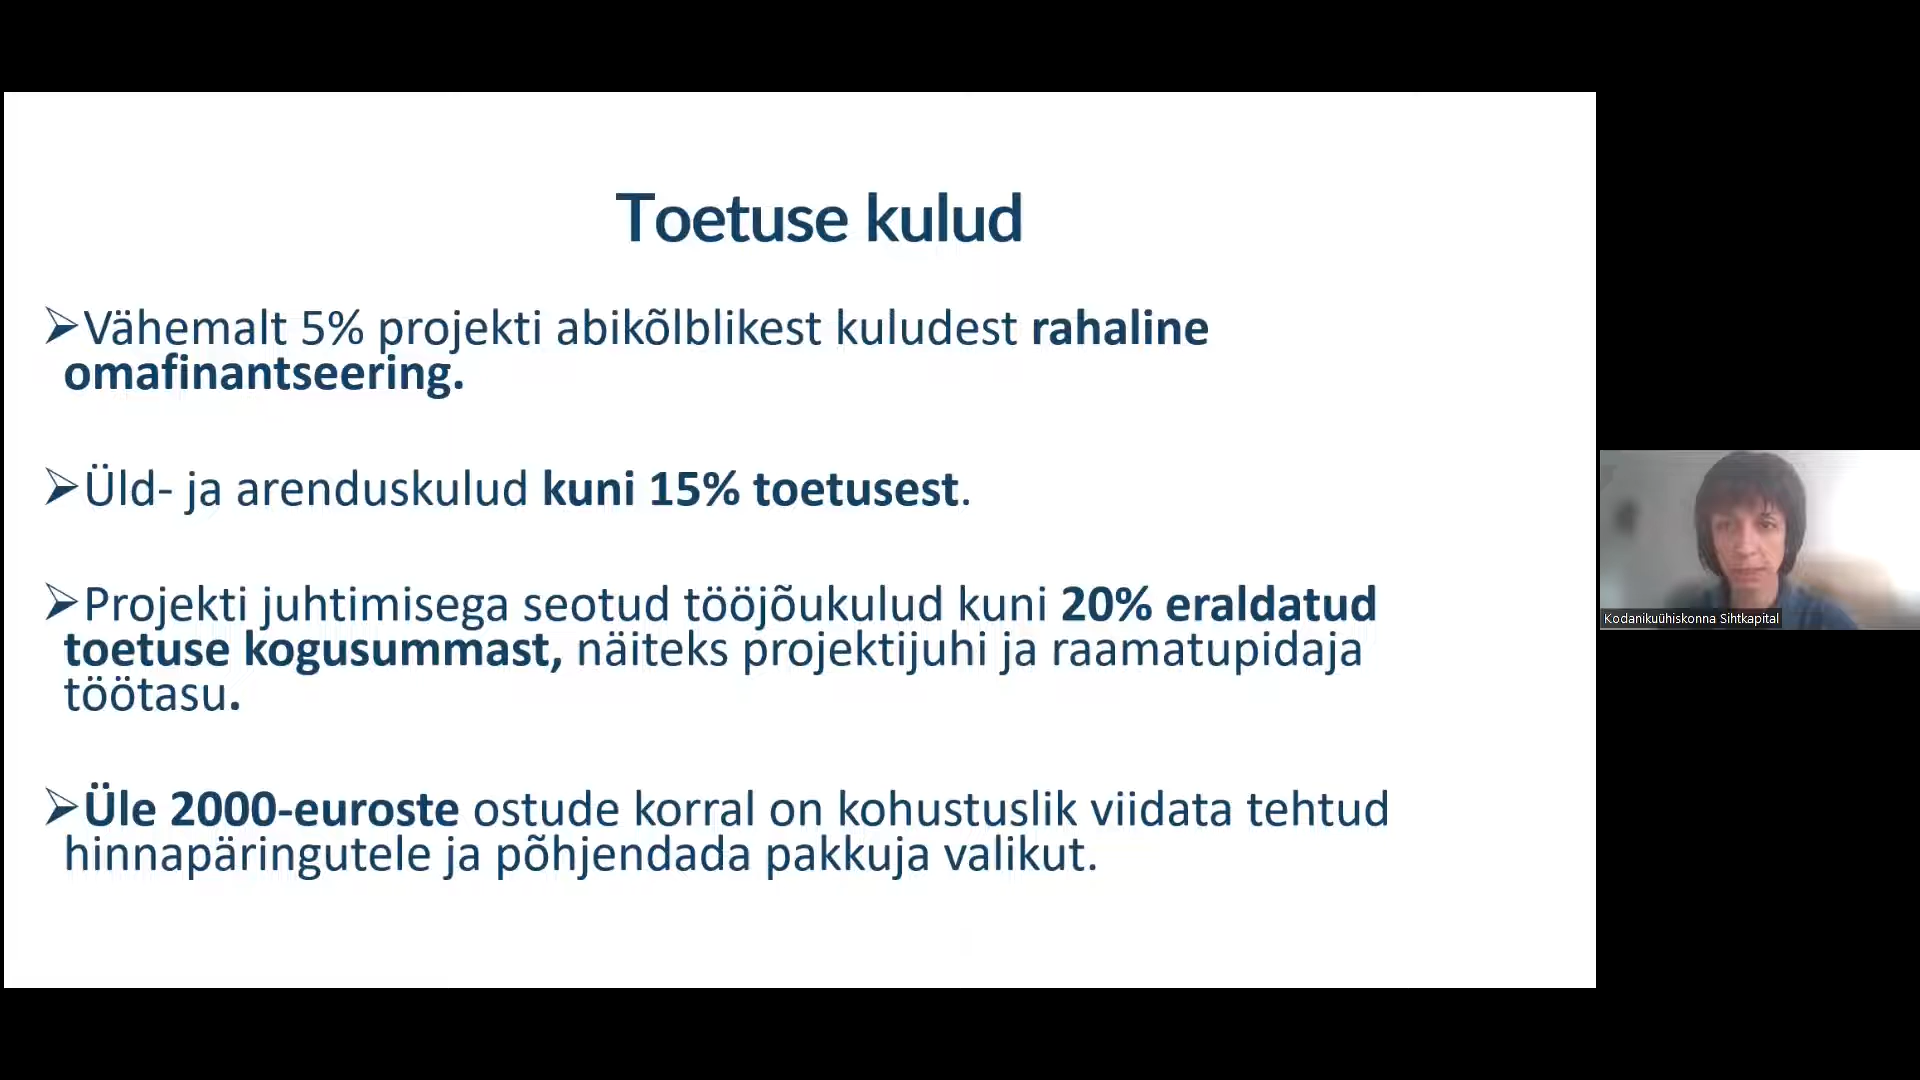 Toetuse kulud
➢Vähemalt 5% projekti abikõlblikest kuludest rahaline
omafinantseering.
➢Üld- ja arenduskulud kuni 15% toetusest.
➢Projekti juhtimisega seotud tööjõukulud kuni 20% eraldatud
toetuse kogusummast, näiteks projektijuhi ja raamatupidaja
töötasu.
➢Üle 2000-euroste ostude korral on kohustuslik viidata tehtud
hinnapäringutele ja põhjendada pakkuja valikut.
Kodanikuühiskonna Sihtkapital